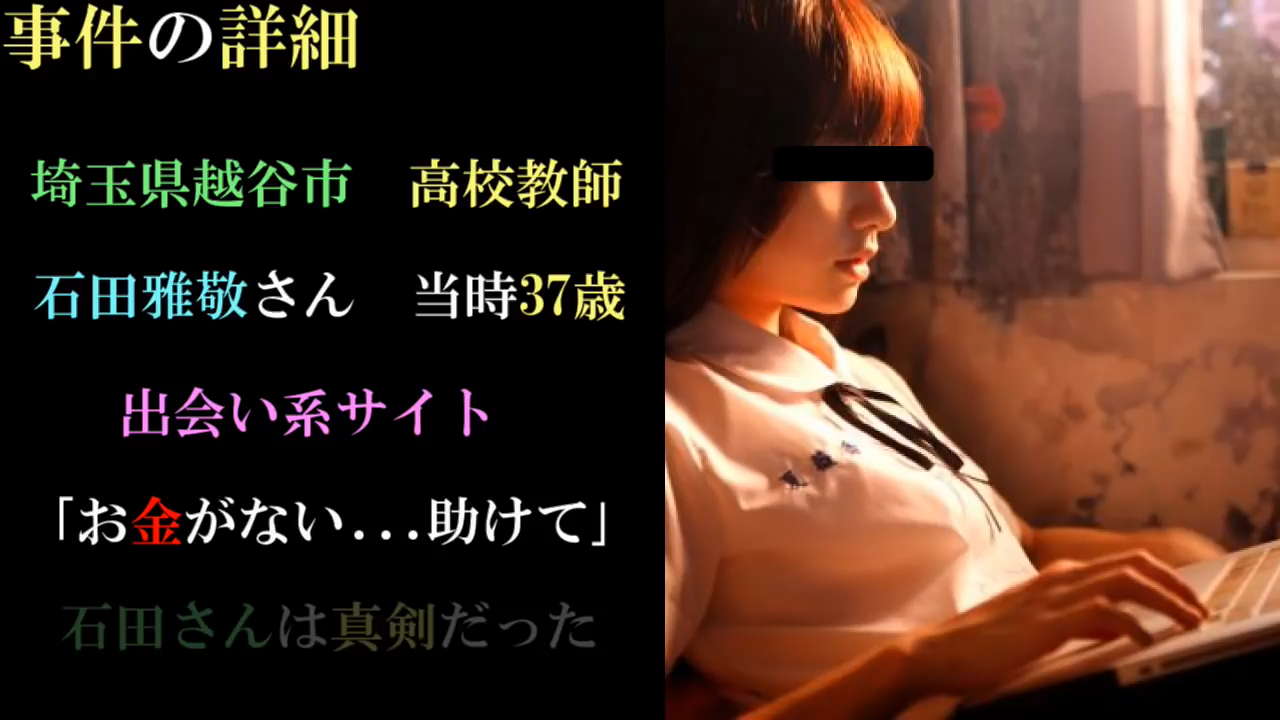 事件の詳細
埼玉県越谷市　高校教師
石田雅敬さん　当時37歳
出会い系サイト
「お金がない...助けて」
石田さんは真剣だった